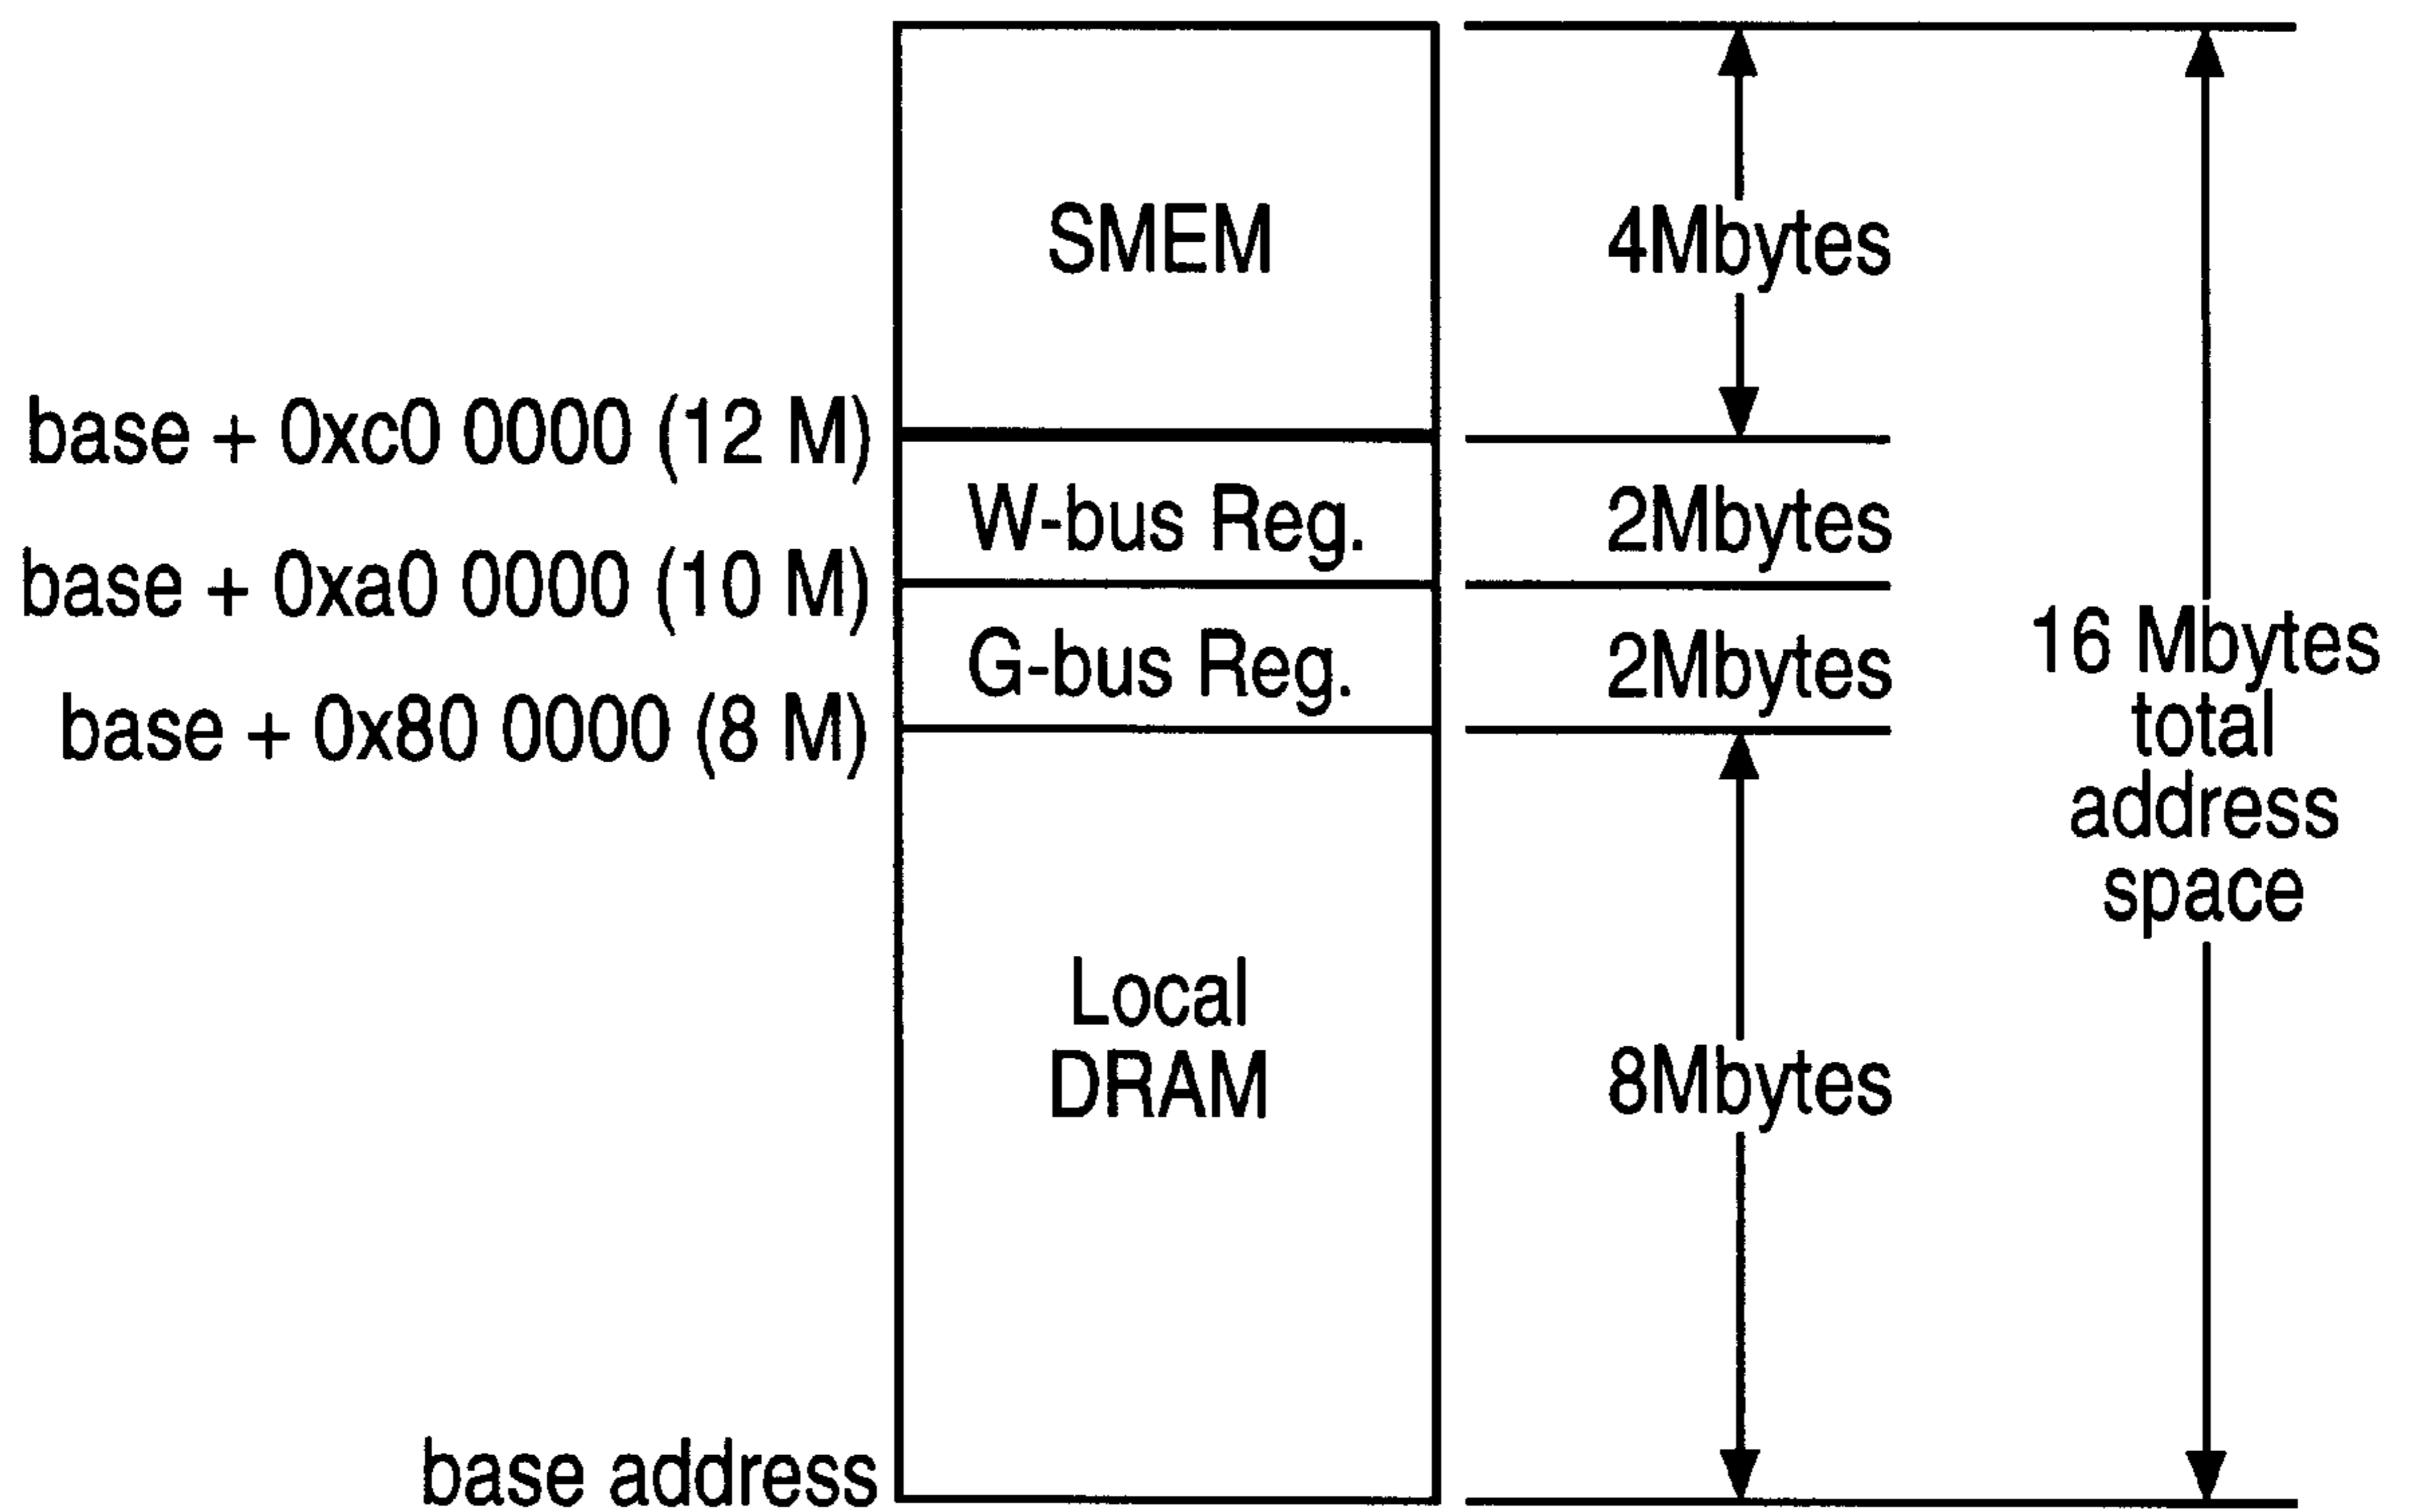 SMEM
4Mbytes
base + 0xc0 0000 (12 M)
W-bus Reg.
2Mbytes
base + 0xa0 0000 (10 M)
G-bus Reg.
2Mbytes
16 Mbytes
total
address
space
base + 0x80 0000 (8 M)
Local
DRAM
8Mbytes
base address